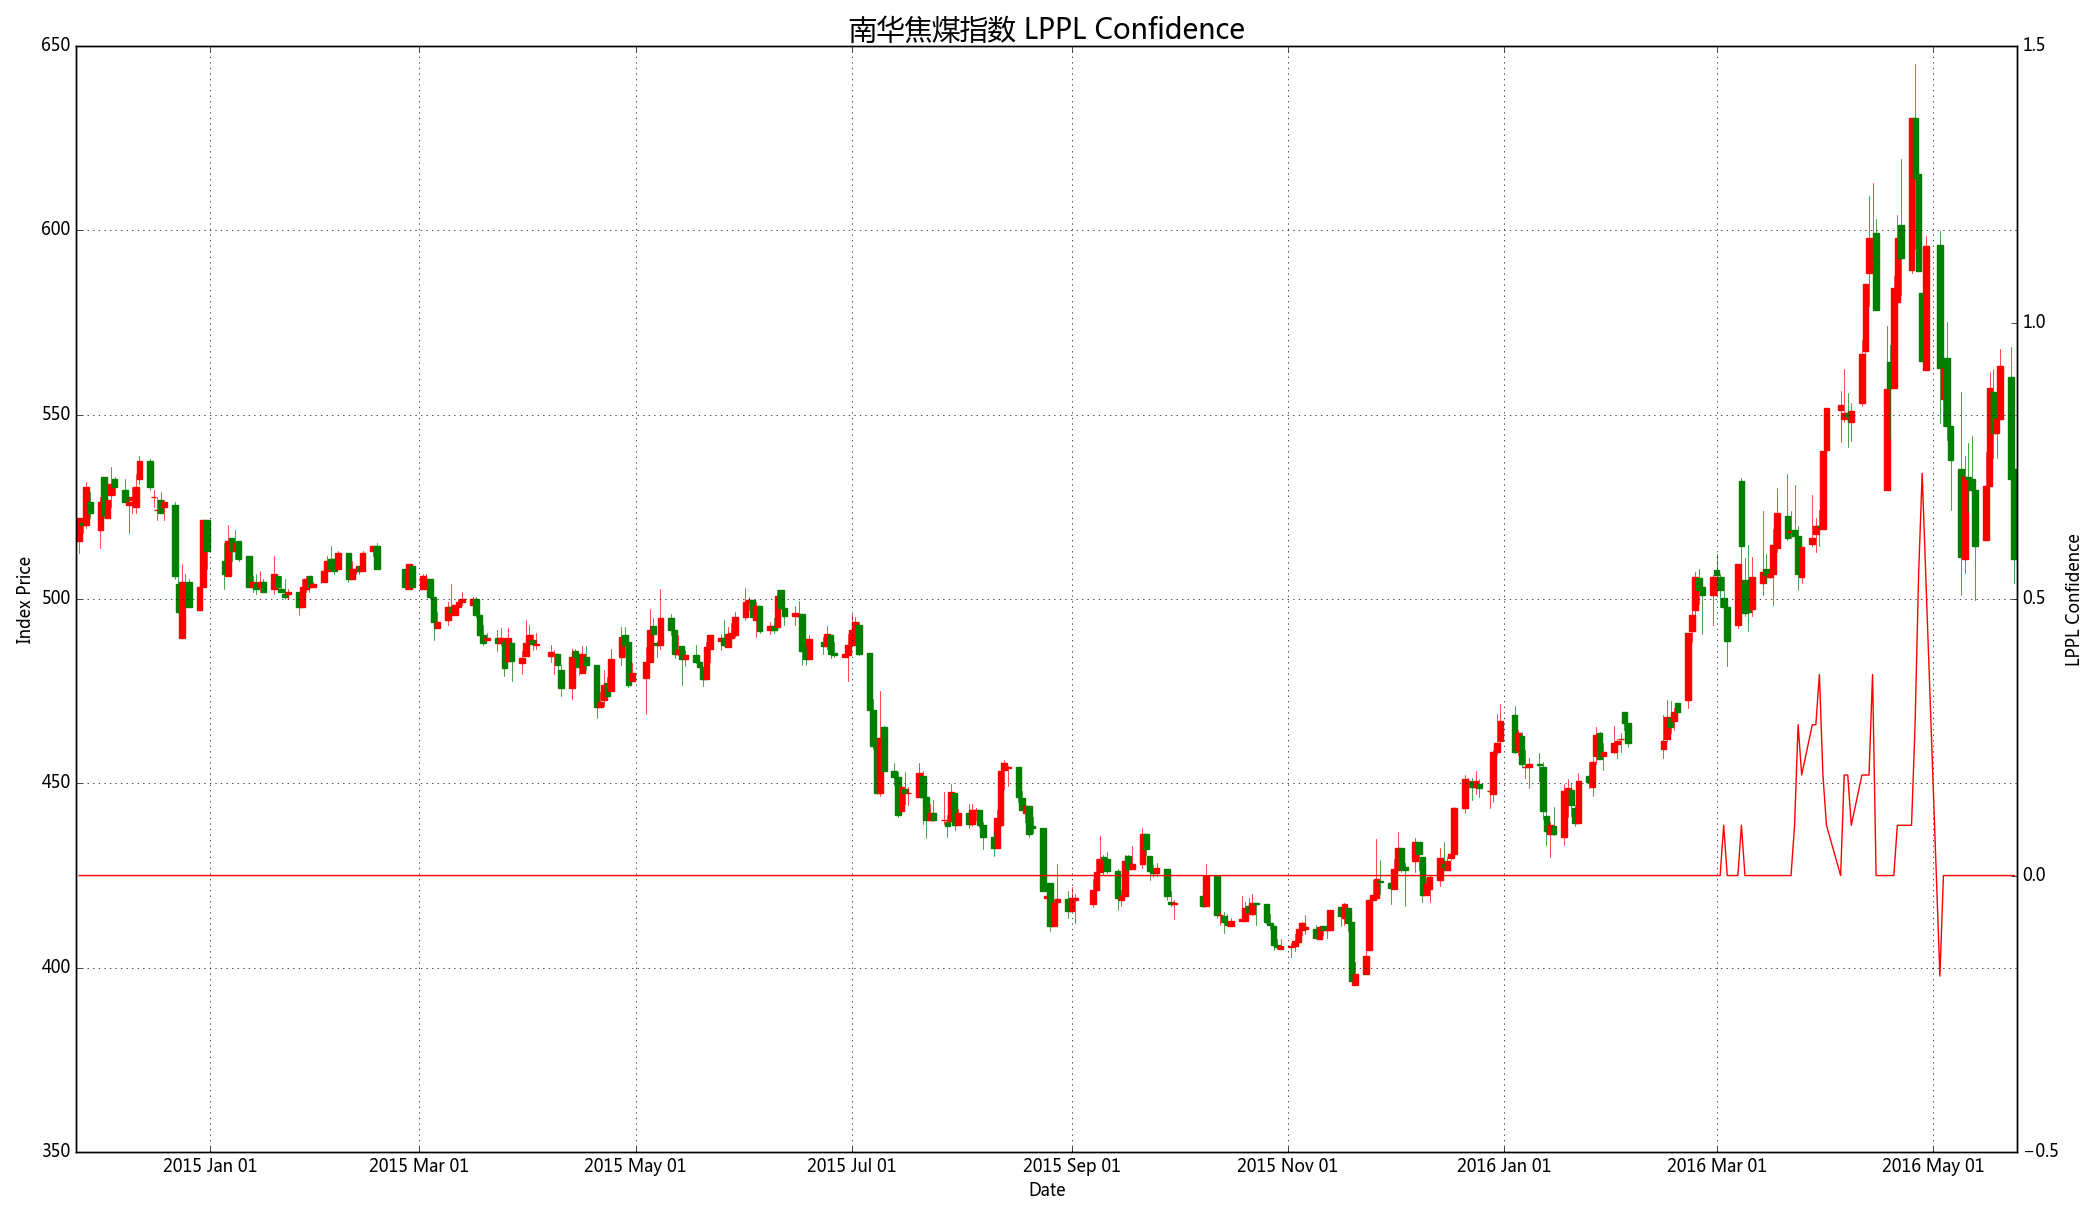 南华焦煤指数 LPPL Confidence
650
600
550
500
450
400
350
Index Price
1.5
1.0
0.5
0.0
−0.5
LPPL Confidence
2015 Jan 01
2015 Mar 01
2015 May 01
2015 Jul 01
2015 Sep 01
2015 Nov 01
2016 Jan 01
2016 Mar 01
2016 May 01
Date